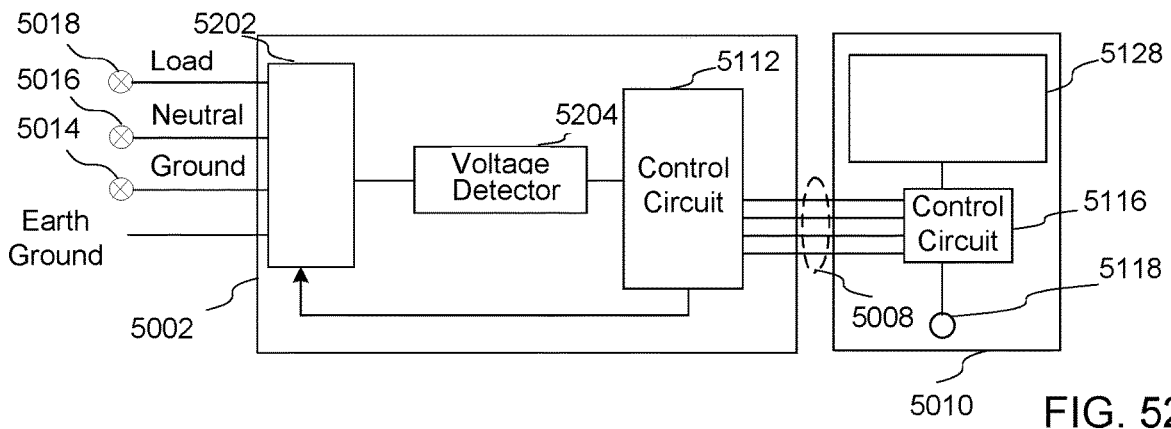 5018
5202
Load
5112
5128
5016
Neutral
5204
5014
Ground
Voltage
Detector
Control
Circuit
Control
Circuit
5116
Earth
Ground
5118
5002
5008
5010
FIG. 52